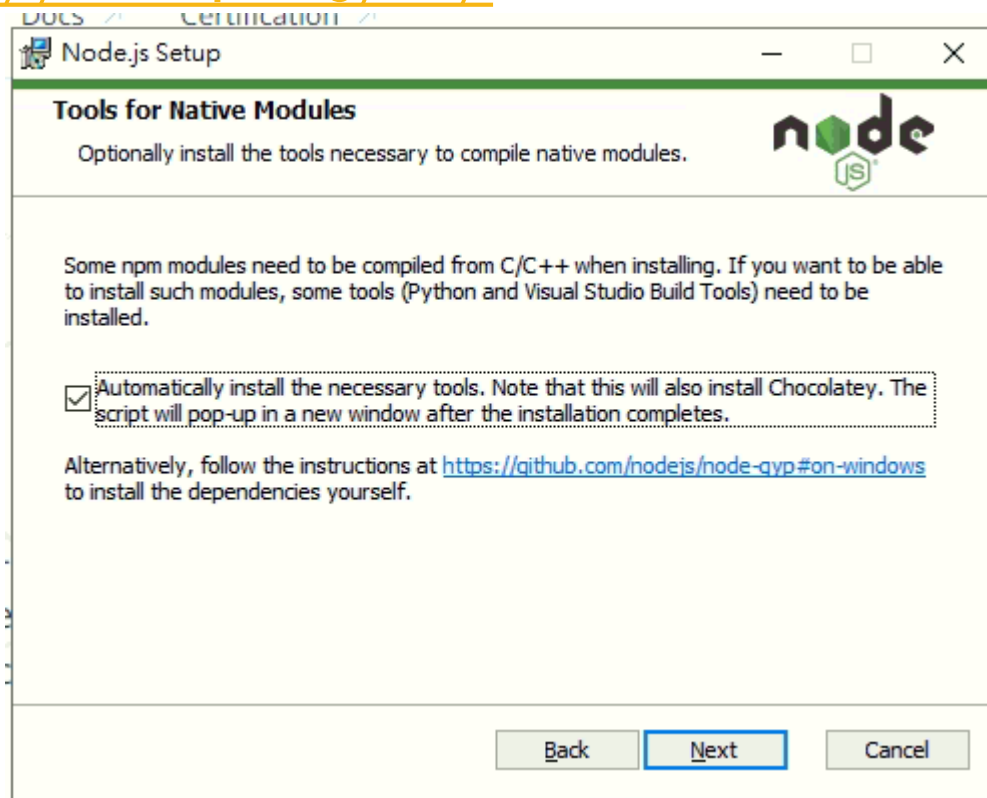 Docs Certification
Node.js Setup
Tools for Native Modules
Optionally install the tools necessary to compile native modules.
node
JS
Some npm modules need to be compiled from C/C++ when installing. If you want to be able
to install such modules, some tools (Python and Visual Studio Build Tools) need to be
installed.
Automatically install the necessary tools. Note that this will also install Chocolatey. The
script will pop-up in a new window after the installation completes.
Alternatively, follow the instructions at https://github.com/nodejs/node-gyp#on-windows
to install the dependencies yourself.
Back Next Cancel